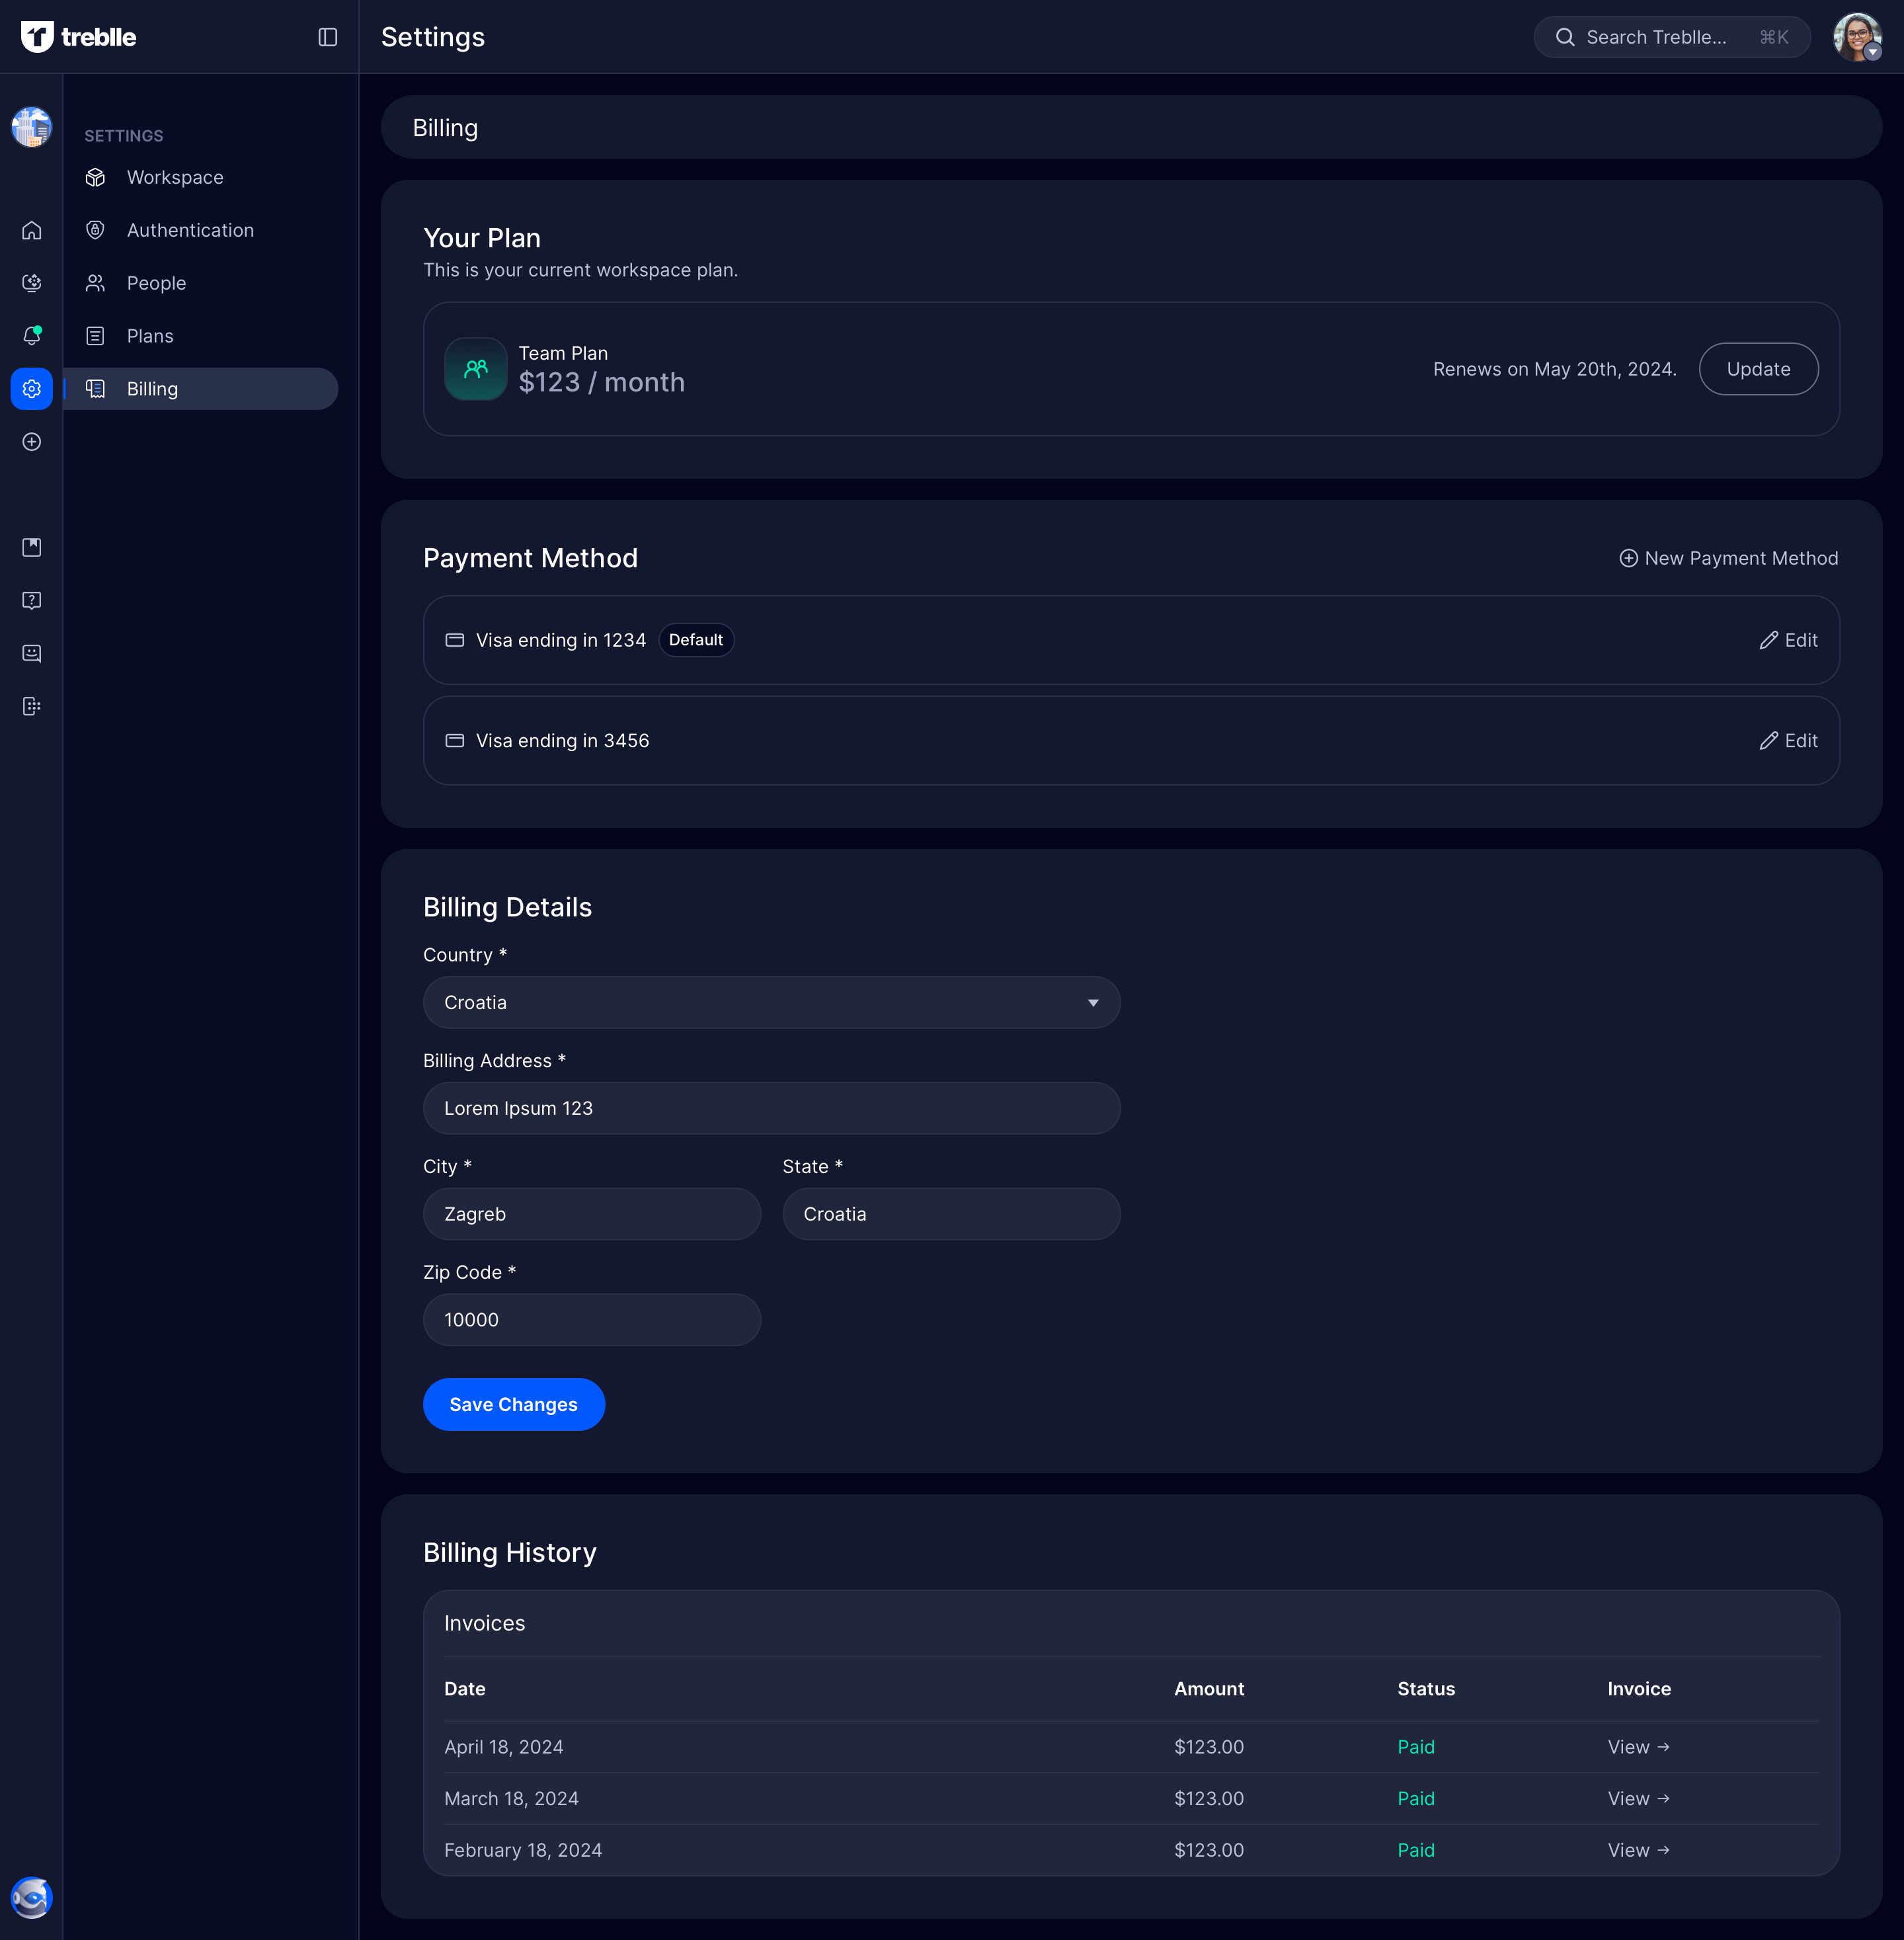 treblle
Settings
Search Treblle... ⌘K
SETTINGS
Workspace
Authentication
People
Plans
Billing
Billing
Your Plan
This is your current workspace plan.
Team Plan
$123 / month
Renews on May 20th, 2024.
Update
Payment Method
New Payment Method
Visa ending in 1234
Default
Edit
Visa ending in 3456
Edit
Billing Details
Country *
Croatia
Billing Address *
Lorem Ipsum 123
City *
State *
Zagreb
Croatia
Zip Code *
10000
Save Changes
Billing History
Invoices
Date Amount Status Invoice
April 18, 2024 $123.00 Paid View →
March 18, 2024 $123.00 Paid View →
February 18, 2024 $123.00 Paid View →